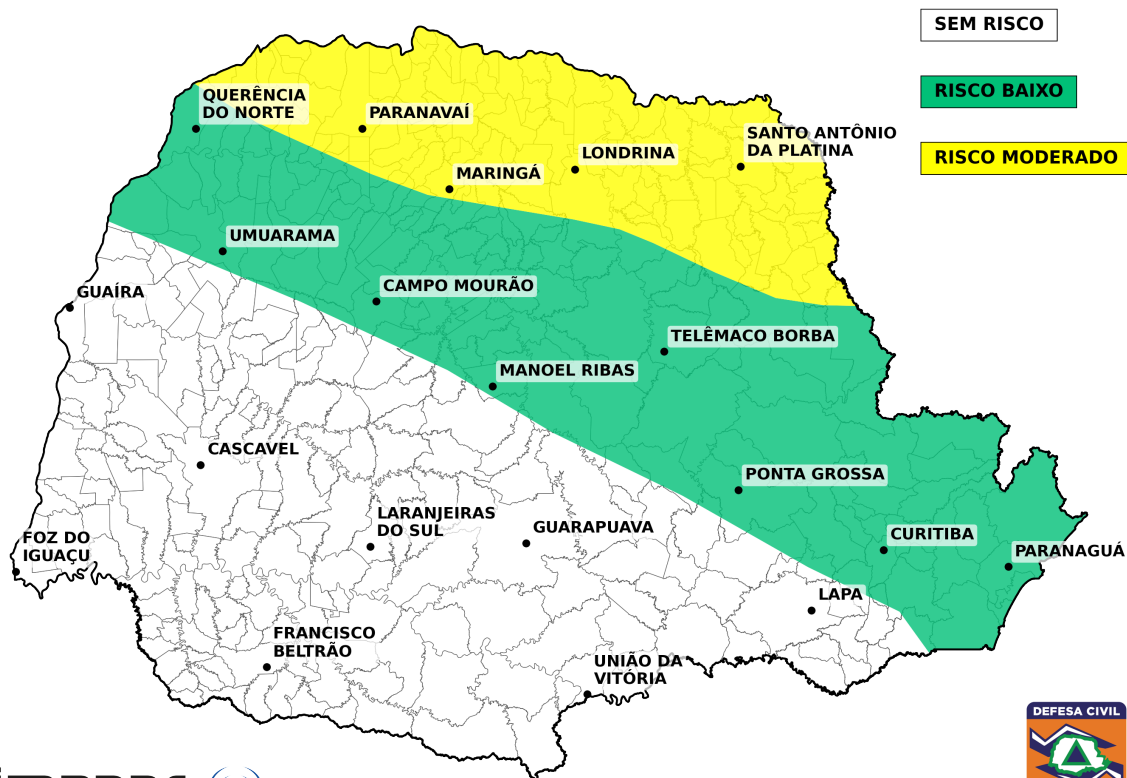 SEM RISCO
RISCO BAIXO
RISCO MODERADO
QUERÊNCIA
DO NORTE
PARANAVAÍ
SANTO ANTÔNIO
DA PLATINA
LONDRINA
MARINGÁ
UMUARAMA
CAMPO MOURÃO
GUAÍRA
TELÊMACO BORBA
MANOEL RIBAS
CASCAVEL
PONTA GROSSA
LARANJEIRAS
DO SUL
GUARAPUAVA
CURITIBA
FOZ DO
IGUAÇU
PARANAGUÁ
LAPA
FRANCISCO
BELTRÃO
UNIÃO DA
VITÓRIA
DEFESA CIVIL